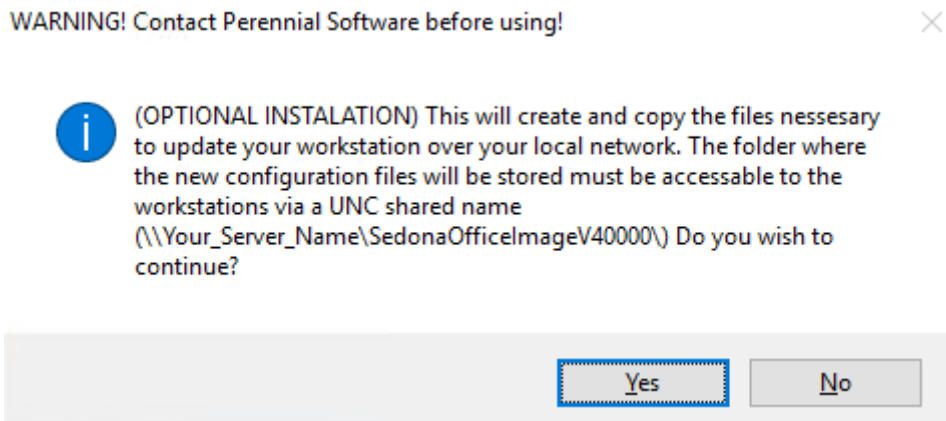 WARNING! Contact Perennial Software before using!
(OPTIONAL INSTALATION) This will create and copy the files nessesary
to update your workstation over your local network. The folder where
the new configuration files will be stored must be accessable to the
workstations via a UNC shared name
(\\Your_Server_Name\SedonaOfficeImageV40000\) Do you wish to
continue?
Yes
No